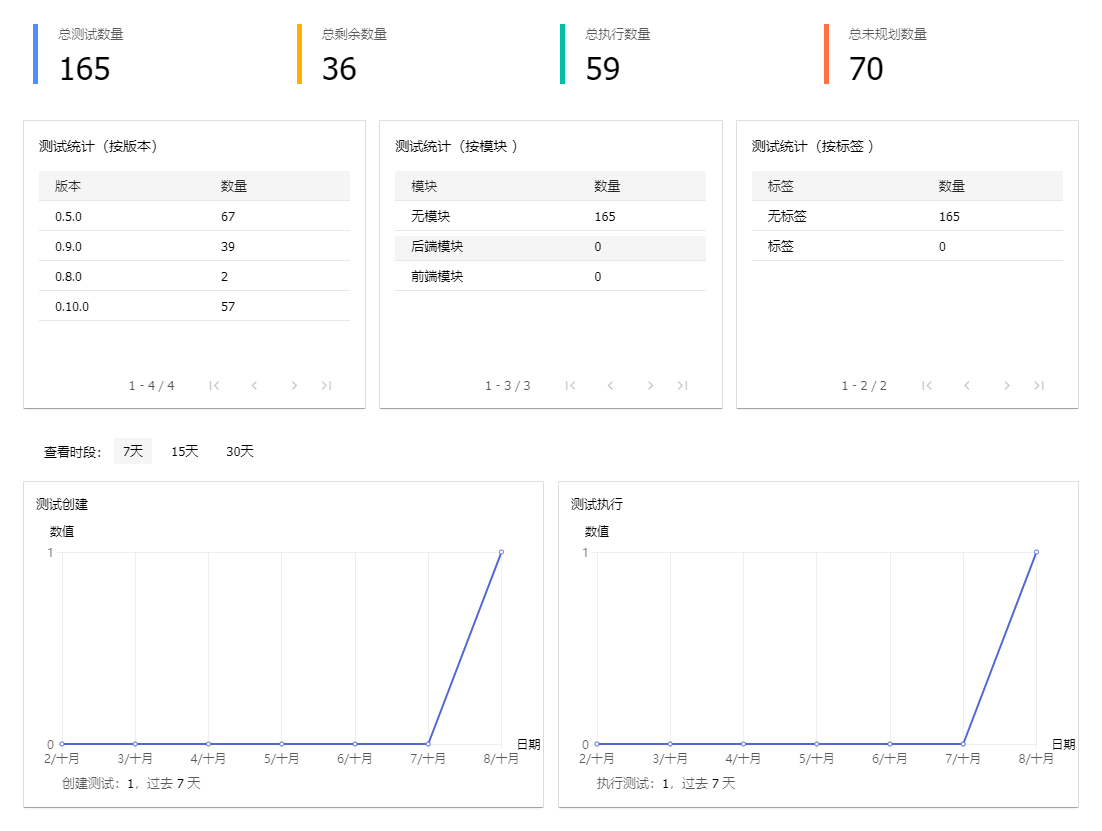 总测试数量 总剩余数量 总执行数量 总未规划数量
165 36 59 70
测试统计（按版本）
版本 数量
0.5.0 67
0.9.0 39
0.8.0 2
0.10.0 57
1 - 4 / 4
测试统计（按模块 ）
模块 数量
无模块 165
后端模块 0
前端模块 0
1 - 3 / 3
测试统计（按标签 ）
标签 数量
无标签 165
标签 0
1 - 2 / 2
查看时段： 7天 15天 30天
测试创建
数值
1
0
2/十月 3/十月 4/十月 5/十月 6/十月 7/十月 8/十月
日期
创建测试：1，过去 7 天
测试执行
数值
1
0
2/十月 3/十月 4/十月 5/十月 6/十月 7/十月 8/十月
日期
执行测试：1，过去 7 天